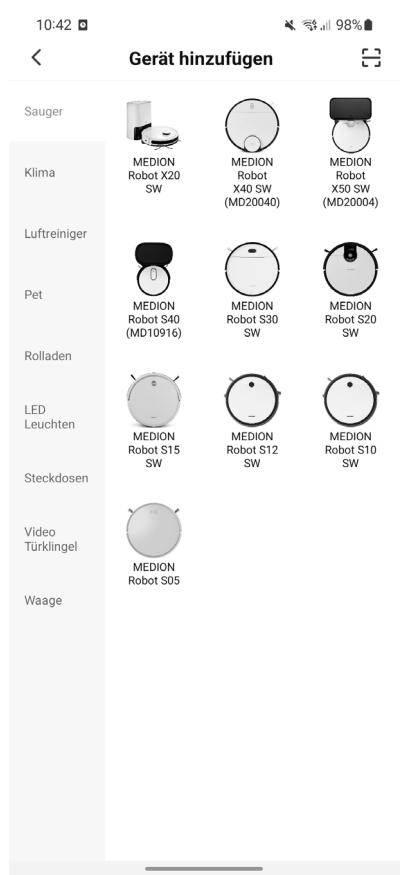 10:42
98%
Gerät hinzufügen
Sauger
Klima
Luftreiniger
Pet
Rolladen
LED
Leuchten
Steckdosen
Video
Türklingel
Waage
MEDION
Robot X20
SW
MEDION
Robot
X40 SW
(MD20040)
MEDION
Robot
X50 SW
(MD20004)
MEDION
Robot S40
(MD10916)
MEDION
Robot S30
SW
MEDION
Robot S20
SW
MEDION
Robot S15
SW
MEDION
Robot S12
SW
MEDION
Robot S10
SW
MEDION
Robot S05